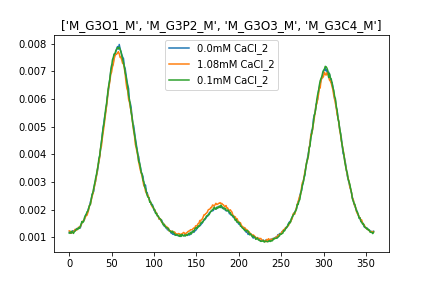 ['M_G3O1_M', 'M_G3P2_M', 'M_G3O3_M', 'M_G3C4_M']
0.0mM CaCl_2
1.08mM CaCl_2
0.1mM CaCl_2
0.008
0.007
0.006
0.005
0.004
0.003
0.002
0.001
0 50 100 150 200 250 300 350